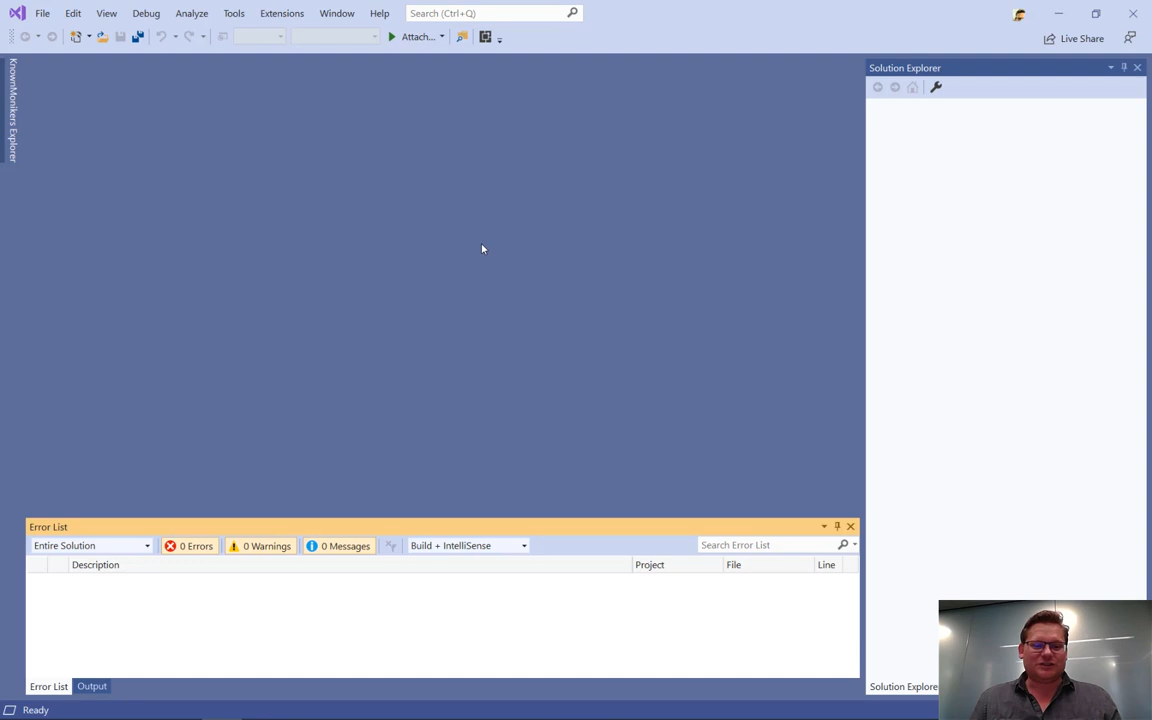 File Edit View Debug Analyze Tools Extensions Window Help Search (Ctrl+Q)
Attach... Live Share
KnownMonikers Explorer
Solution Explorer
Error List
Entire Solution 0 Errors 0 Warnings 0 Messages Build + IntelliSense Search Error List
Description Project File Line
Error List Output Solution Explorer
Ready